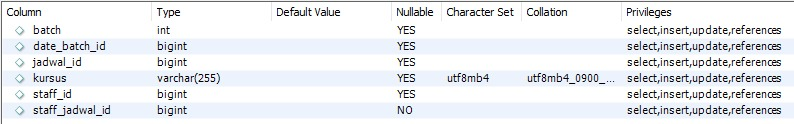 Column Type Default Value Nullable Character Set Collation Privileges
batch int YES select,insert,update,references
date_batch_id bigint YES select,insert,update,references
jadwal_id bigint YES select,insert,update,references
kursus varchar(255) YES utf8mb4 utf8mb4_0900_... select,insert,update,references
staff_id bigint YES select,insert,update,references
staff_jadwal_id bigint NO select,insert,update,references